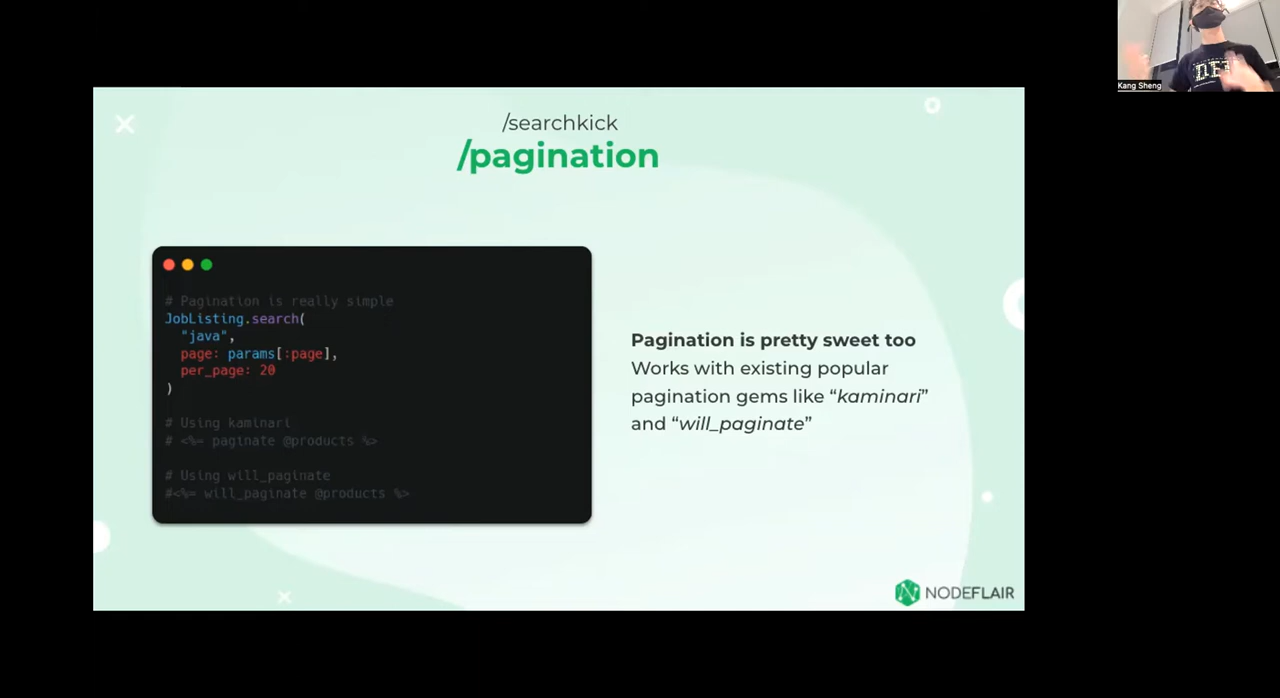 /searchkick
/pagination
# Pagination is really simple
JobListing.search(
"java",
page: params[:page],
per_page: 20
)
# Using kaminari
# <%= paginate @products %>
# Using will_paginate
#<%= will_paginate @products %>
Pagination is pretty sweet too
Works with existing popular
pagination gems like “kaminari”
and “will_paginate”
NODEFLAIR
Kang Sheng